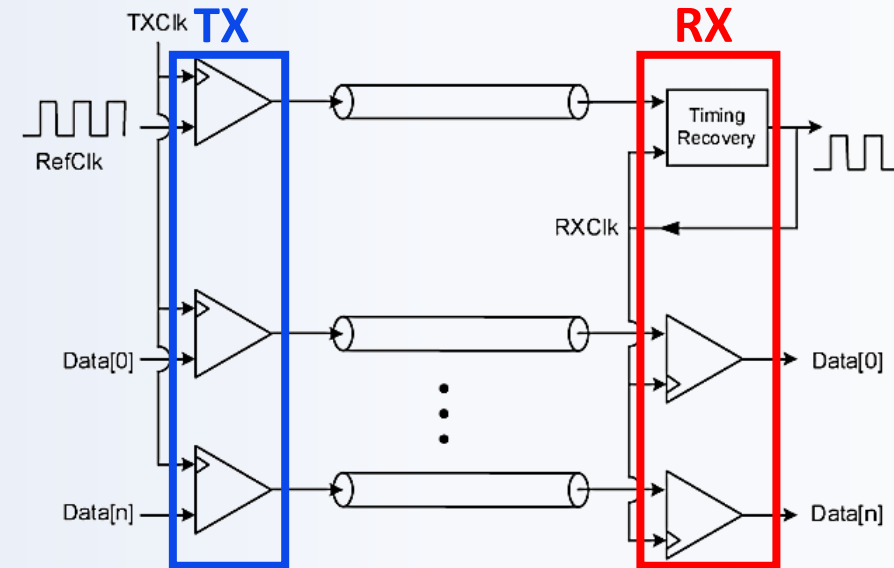 TXClk
TX
RX
RefClk
Timing
Recovery
RXClk
Data[0]
Data[0]
Data[n]
Data[n]